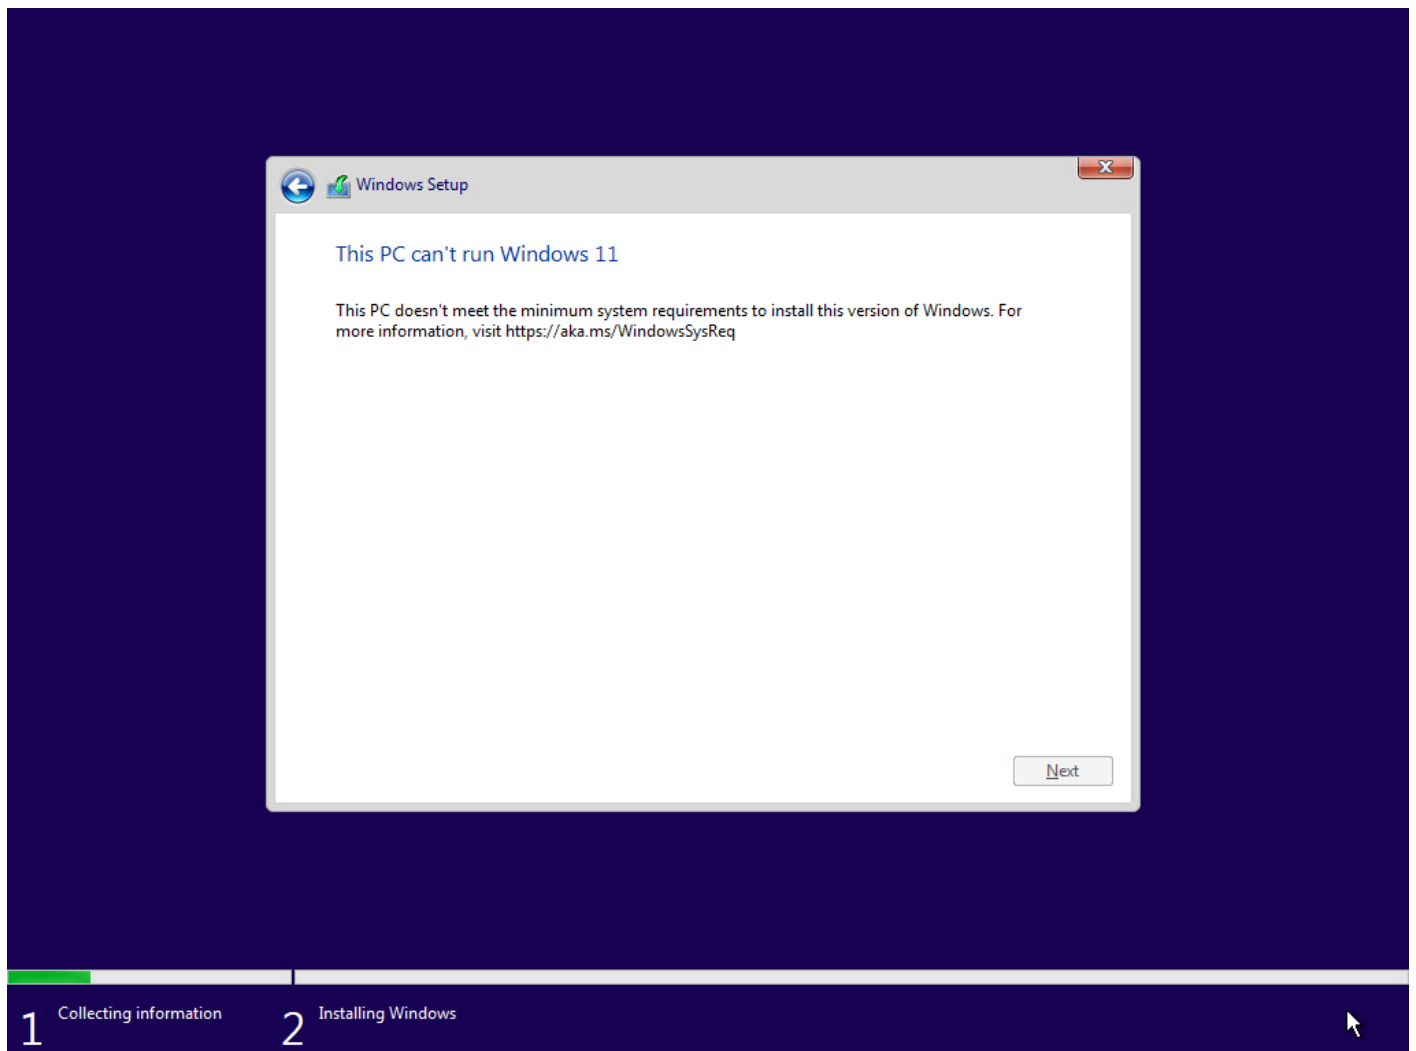 Windows Setup
This PC can't run Windows 11
This PC doesn't meet the minimum system requirements to install this version of Windows. For
more information, visit https://aka.ms/WindowsSysReq
Next
1 Collecting information 2 Installing Windows